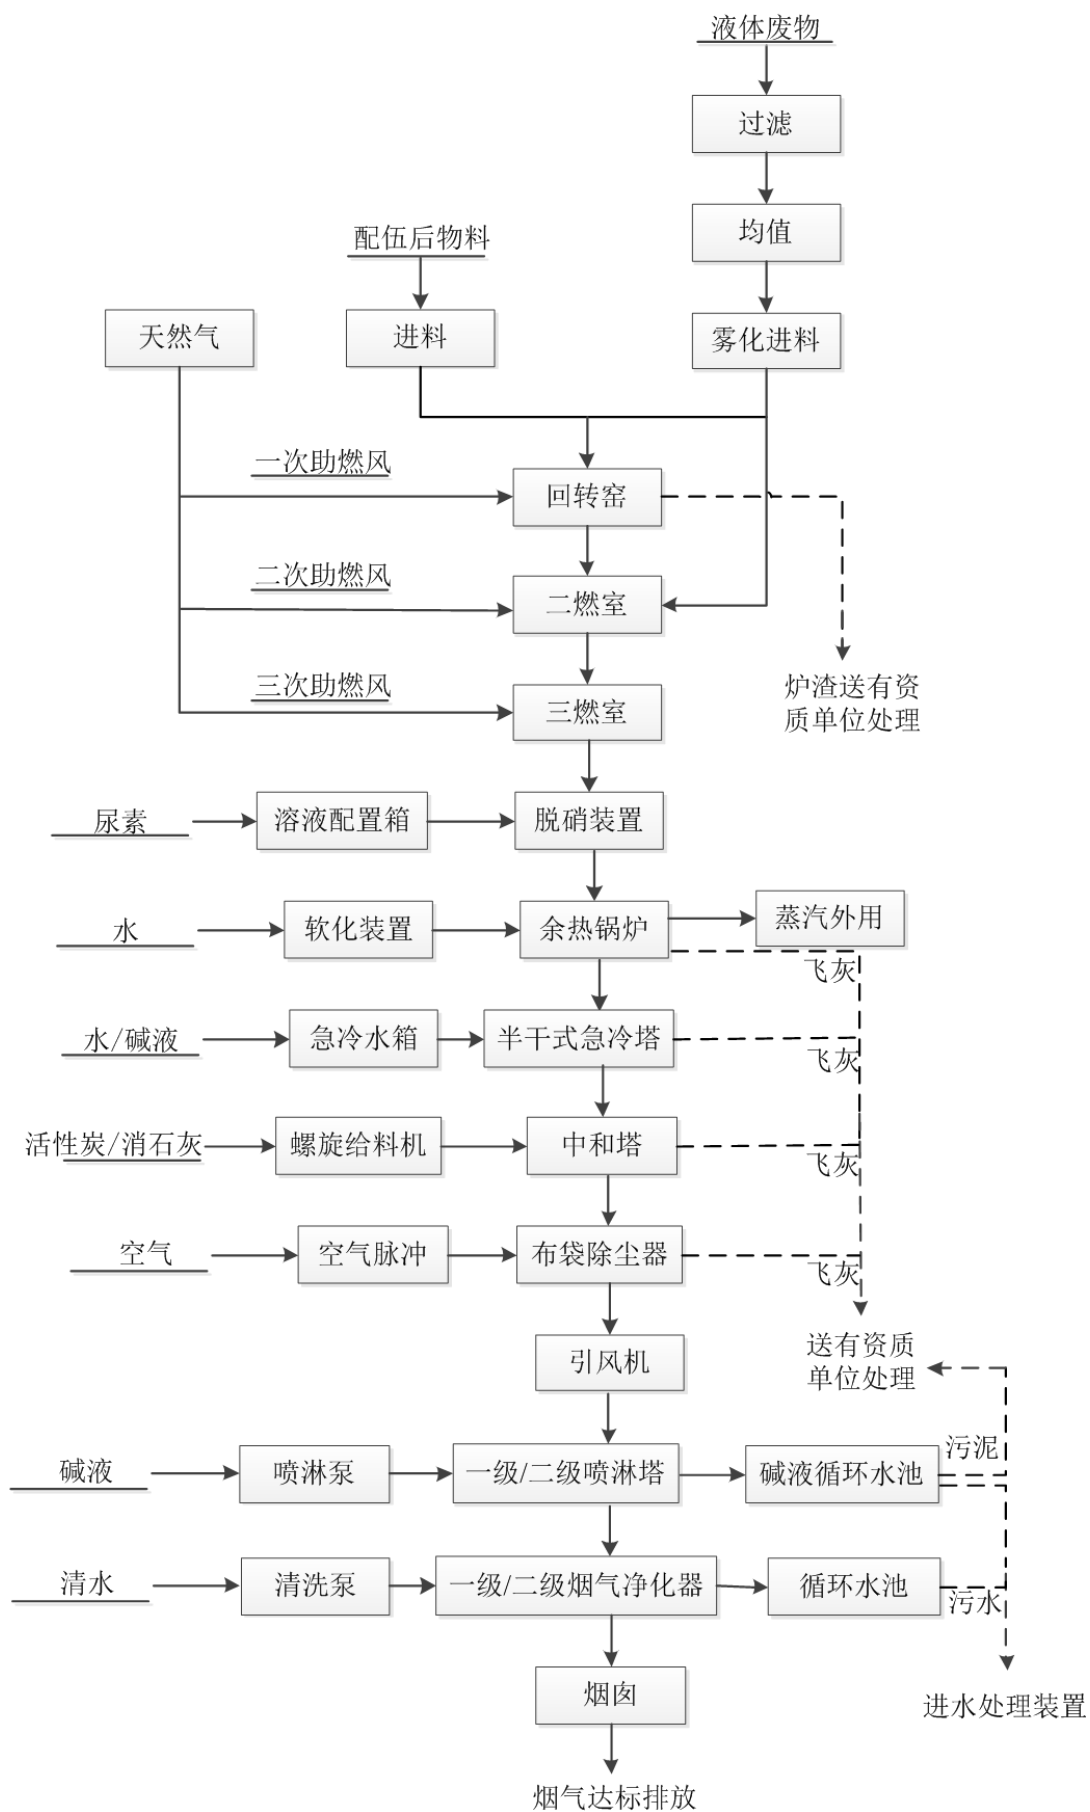 液体废物
过滤
均值
配伍后物料
天然气
进料
雾化进料
一次助燃风
回转窑
二次助燃风
二燃室
三次助燃风
三燃室
炉渣送有资
质单位处理
尿素
溶液配置箱
脱硝装置
水
软化装置
余热锅炉
蒸汽外用
飞灰
水/碱液
急冷水箱
半干式急冷塔
飞灰
活性炭/消石灰
螺旋给料机
中和塔
飞灰
空气
空气脉冲
布袋除尘器
飞灰
引风机
送有资质
单位处理
碱液
喷淋泵
一级/二级喷淋塔
碱液循环水池
污泥
清水
清洗泵
一级/二级烟气净化器
循环水池
污水
烟囱
进水处理装置
烟气达标排放